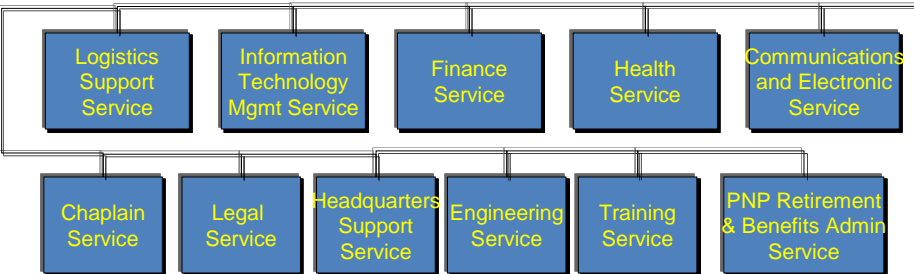 Logistics
Support
Service
Information
Technology
Mgmt Service
Finance
Service
Health
Service
Communications
and Electronic
Service
Chaplain
Service
Legal
Service
Headquarters
Support
Service
Engineering
Service
Training
Service
PNP Retirement
& Benefits Admin
Service